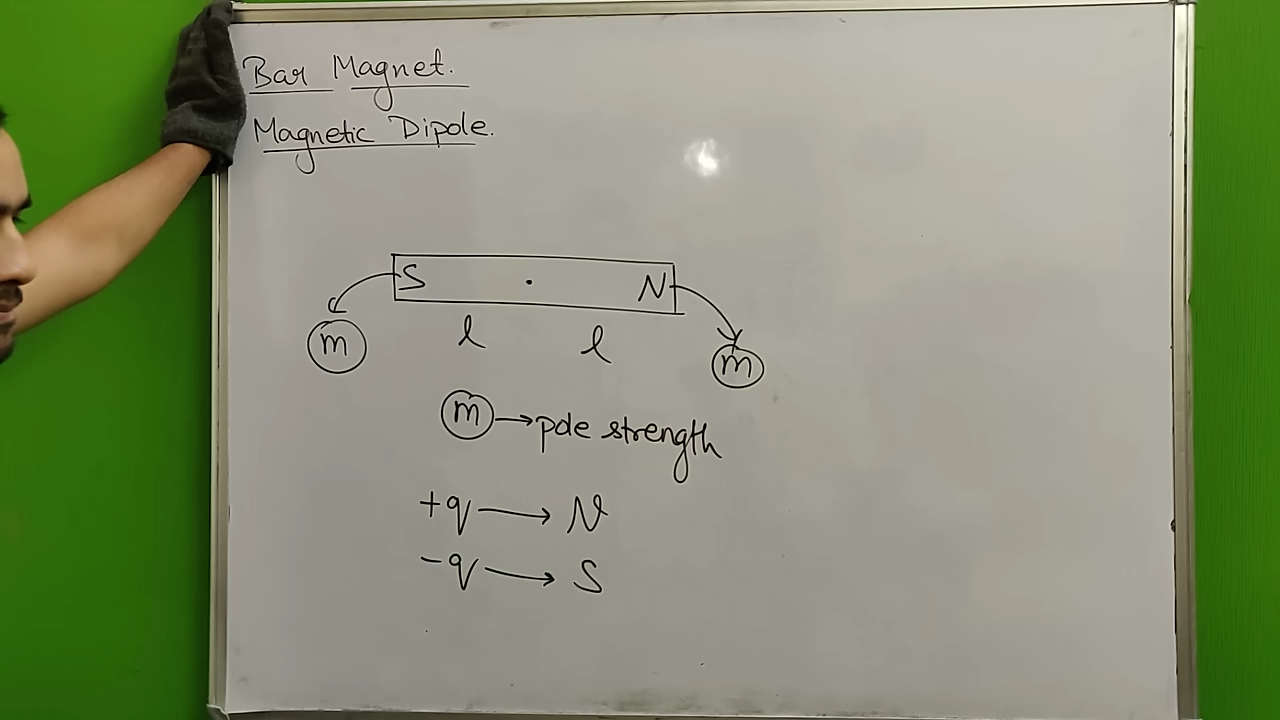 Bar Magnet.
Magnetic Dipole.
S . N
m l l m
m → pole strength
+q → N
-q → S